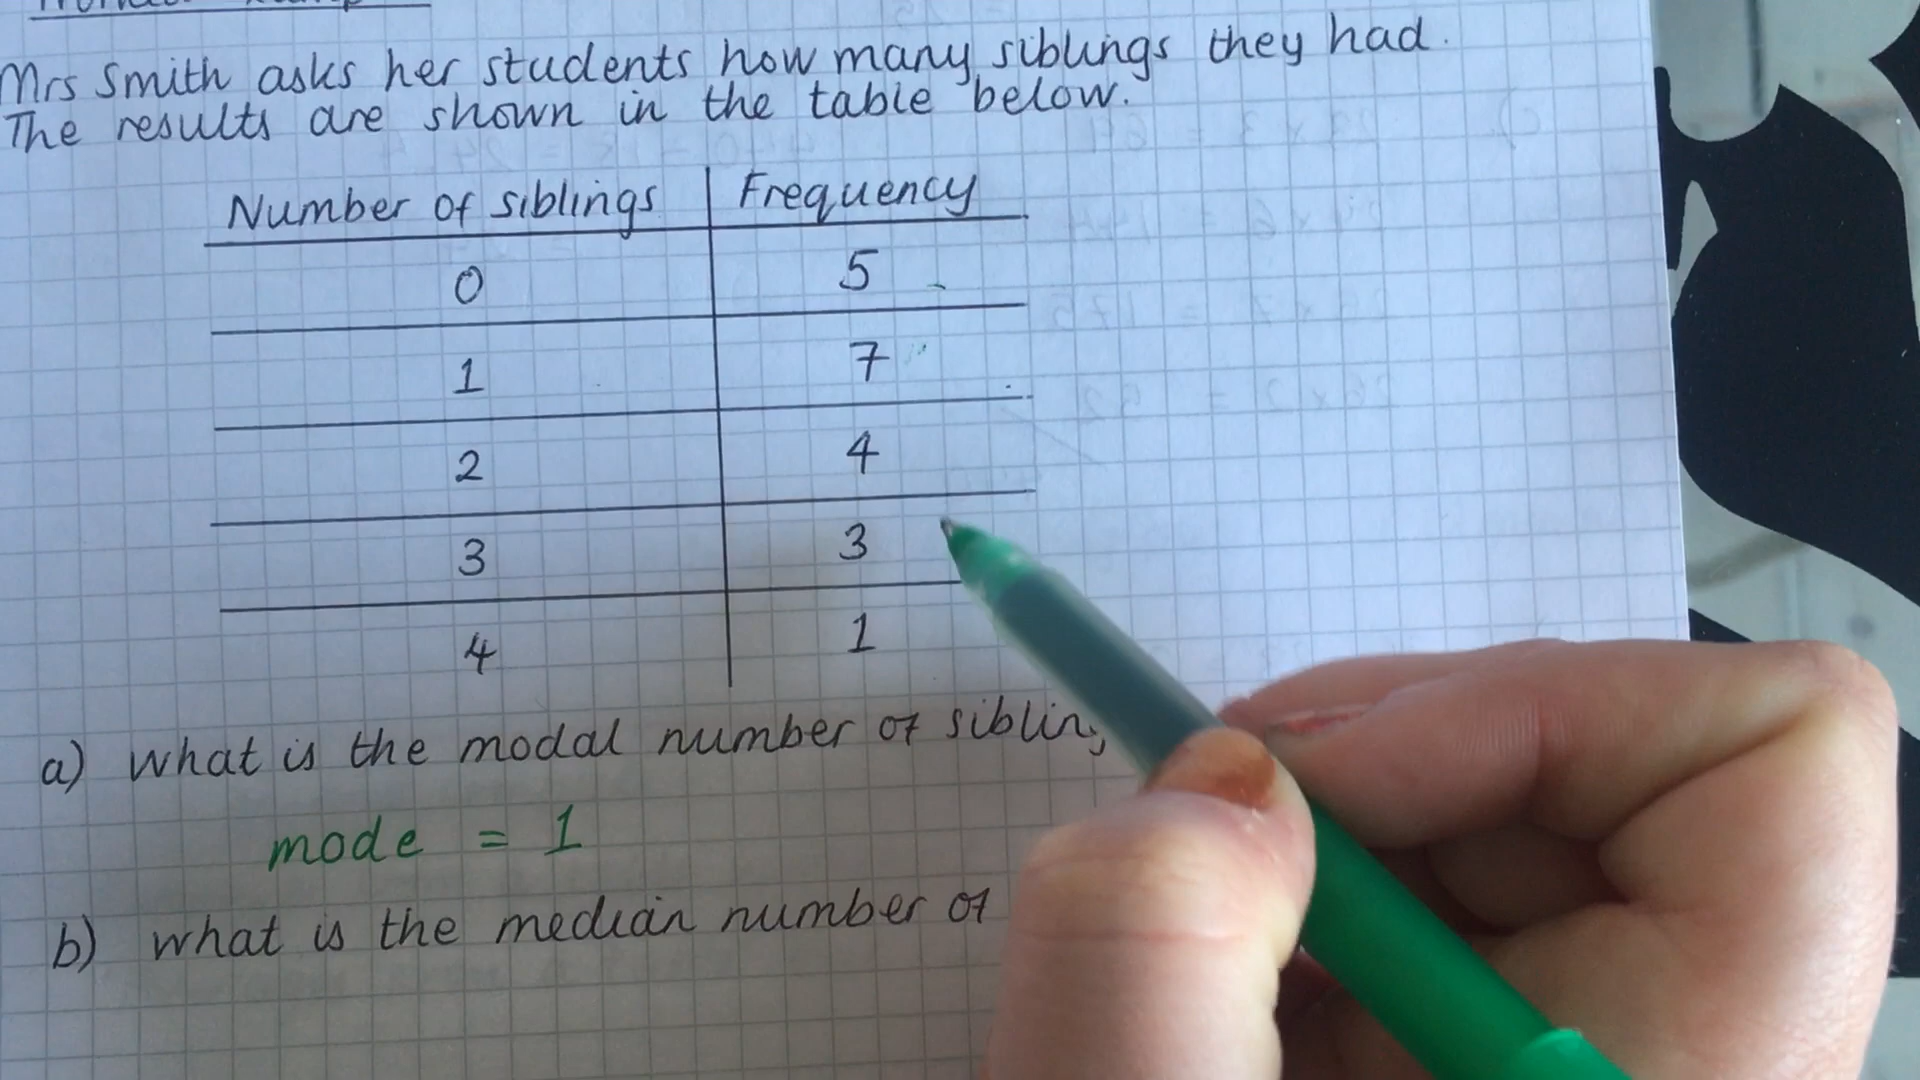 Mrs Smith asks her students how many siblings they had.
The results are shown in the table below.
Number of siblings Frequency
0 5
1 7
2 4
3 3
4 1
a) what is the modal number of
mode = 1
b) what is the median number of